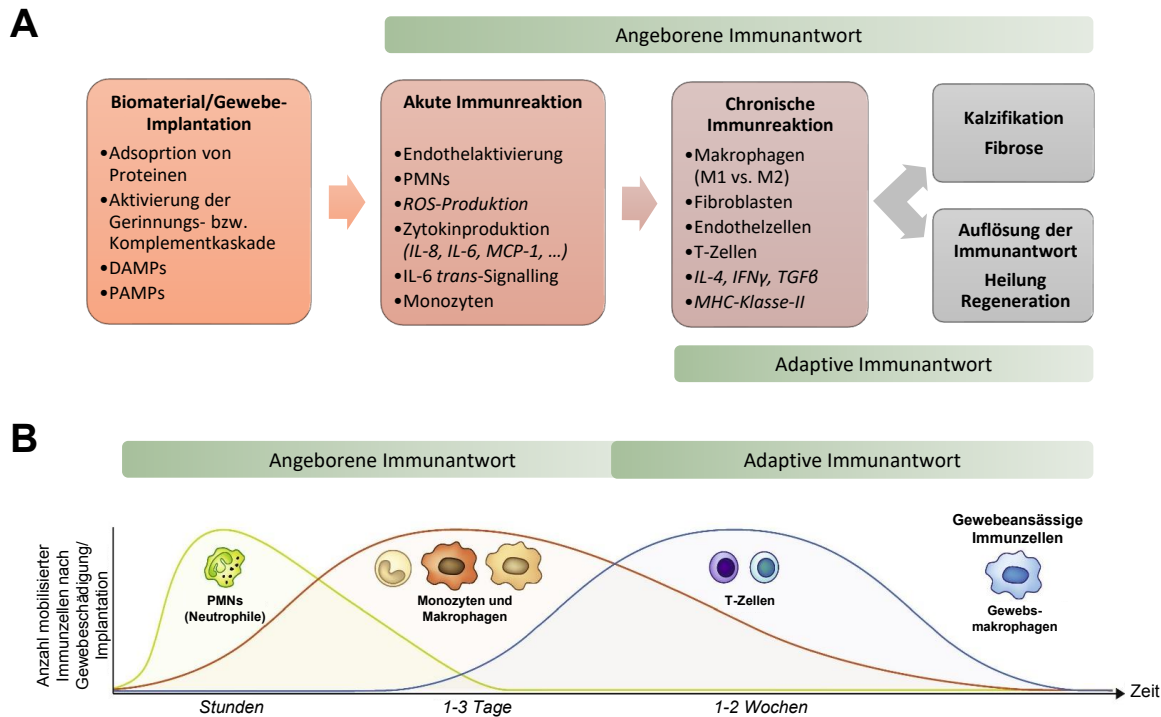 A
Angeborene Immunantwort
Biomaterial/Gewebe-
Implantation
•Adsoprtion von
Proteinen
•Aktivierung der
Gerinnungs- bzw.
Komplementkaskade
•DAMPs
•PAMPs
Akute Immunreaktion
•Endothelaktivierung
•PMNs
•ROS-Produktion
•Zytokinproduktion
(IL-8, IL-6, MCP-1, …)
•IL-6 trans-Signalling
•Monozyten
Chronische
Immunreaktion
•Makrophagen
(M1 vs. M2)
•Fibroblasten
•Endothelzellen
•T-Zellen
•IL-4, IFNγ, TGFβ
•MHC-Klasse-II
Kalzifikation
Fibrose
Auflösung der
Immunantwort
Heilung
Regeneration
Adaptive Immunantwort
B
Angeborene Immunantwort
Adaptive Immunantwort
Anzahl mobilisierter
Immunzellen nach
Gewebeschädigung/
Implantation
PMNs
(Neutrophile)
Monozyten und
Makrophagen
T-Zellen
Gewebeansässige
Immunzellen
Gewebs-
makrophagen
Zeit
Stunden
1-3 Tage
1-2 Wochen